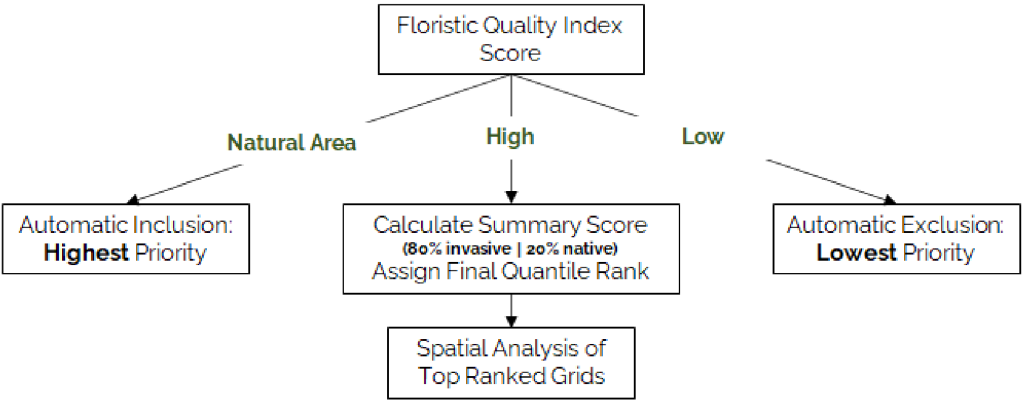 Floristic Quality Index
Score
Natural Area
High
Low
Automatic Inclusion:
Highest Priority
Calculate Summary Score
(80% invasive | 20% native)
Assign Final Quantile Rank
Automatic Exclusion:
Lowest Priority
Spatial Analysis of
Top Ranked Grids